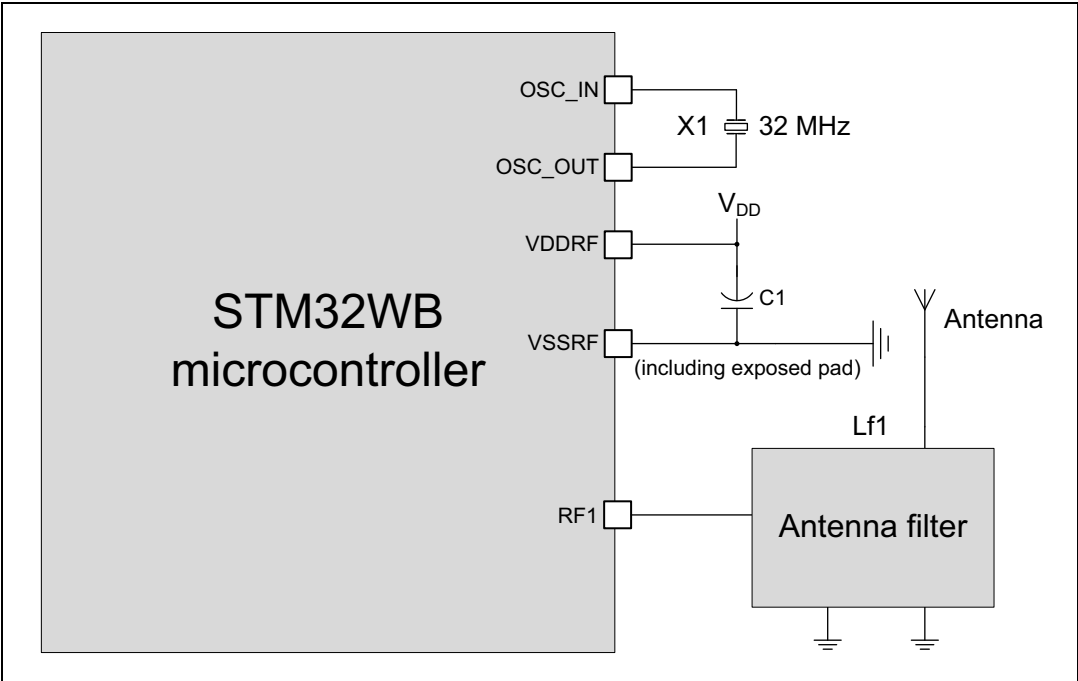 OSC_IN
X1 32 MHz
OSC_OUT
VDD
VDDRF
C1
STM32WB
microcontroller
VSSRF
(including exposed pad)
Antenna
Lf1
RF1
Antenna filter